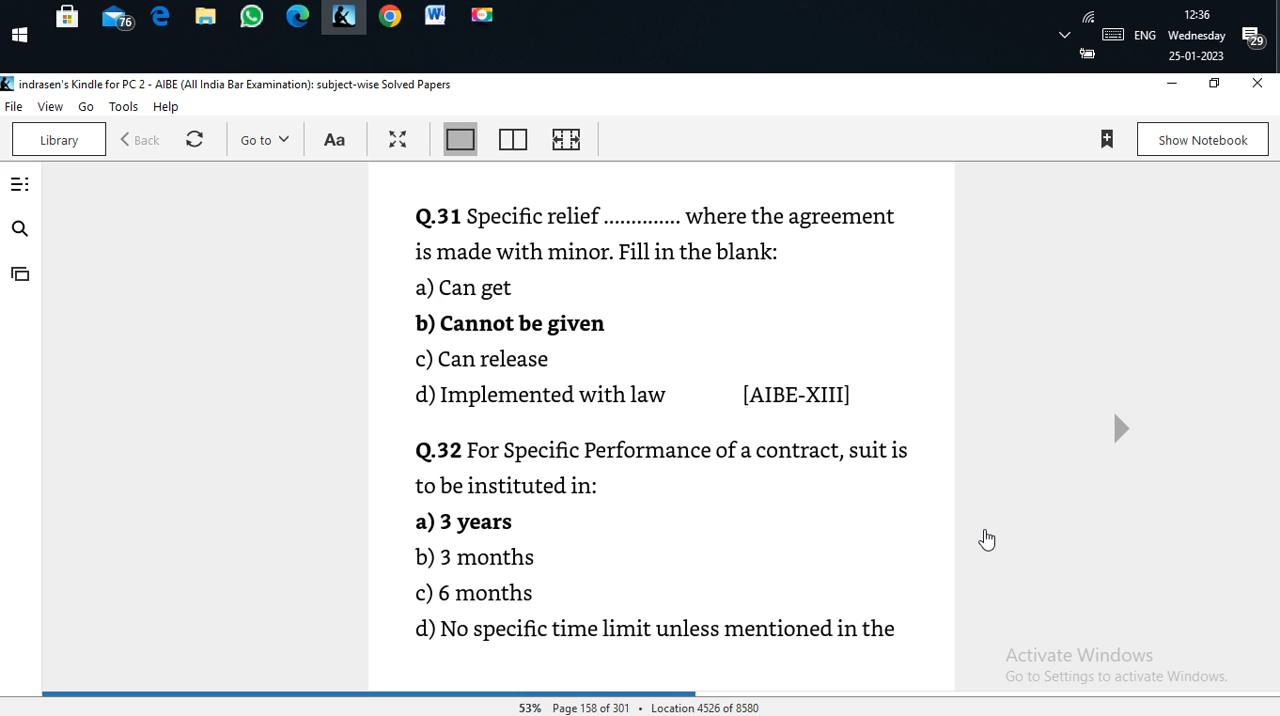 76
12:36
ENG Wednesday
29
25-01-2023
indrasen's Kindle for PC 2 - AIBE (All India Bar Examination): subject-wise Solved Papers
File View Go Tools Help
Library Back Go to Aa Show Notebook
Q.31 Specific relief .............. where the agreement
is made with minor. Fill in the blank:
a) Can get
b) Cannot be given
c) Can release
d) Implemented with law [AIBE-XIII]
Q.32 For Specific Performance of a contract, suit is
to be instituted in:
a) 3 years
b) 3 months
c) 6 months
d) No specific time limit unless mentioned in the
Activate Windows
Go to Settings to activate Windows.
53% Page 158 of 301 • Location 4526 of 8580